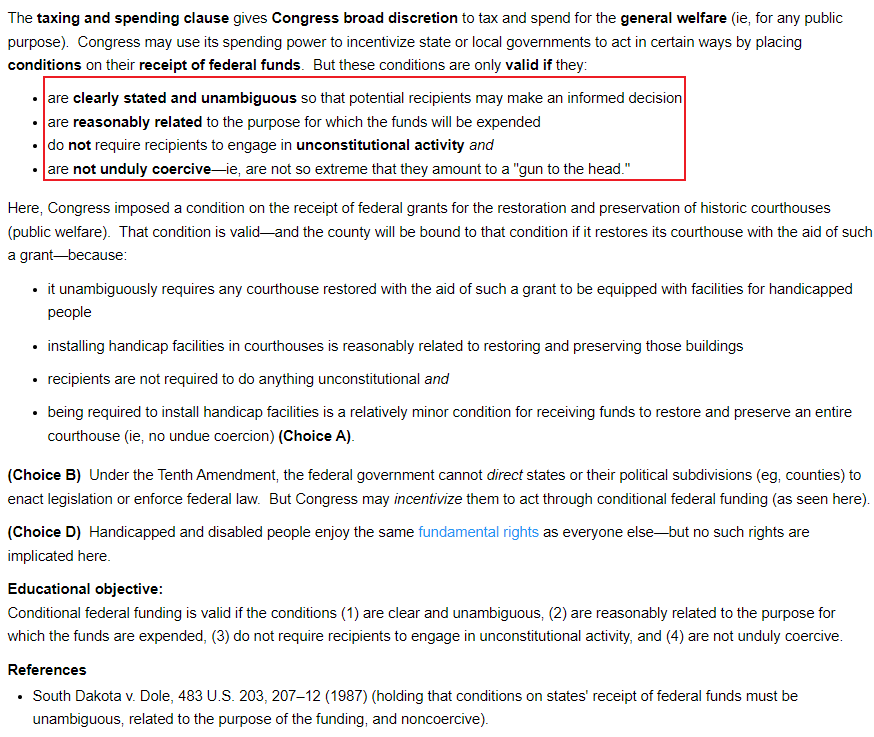 The taxing and spending clause gives Congress broad discretion to tax and spend for the general welfare (ie, for any public
purpose). Congress may use its spending power to incentivize state or local governments to act in certain ways by placing
conditions on their receipt of federal funds. But these conditions are only valid if they:
• are clearly stated and unambiguous so that potential recipients may make an informed decision
• are reasonably related to the purpose for which the funds will be expended
• do not require recipients to engage in unconstitutional activity and
• are not unduly coercive—ie, are not so extreme that they amount to a "gun to the head."
Here, Congress imposed a condition on the receipt of federal grants for the restoration and preservation of historic courthouses
(public welfare). That condition is valid—and the county will be bound to that condition if it restores its courthouse with the aid of such
a grant—because:
• it unambiguously requires any courthouse restored with the aid of such a grant to be equipped with facilities for handicapped
people
• installing handicap facilities in courthouses is reasonably related to restoring and preserving those buildings
• recipients are not required to do anything unconstitutional and
• being required to install handicap facilities is a relatively minor condition for receiving funds to restore and preserve an entire
courthouse (ie, no undue coercion) (Choice A).
(Choice B) Under the Tenth Amendment, the federal government cannot direct states or their political subdivisions (eg, counties) to
enact legislation or enforce federal law. But Congress may incentivize them to act through conditional federal funding (as seen here).
(Choice D) Handicapped and disabled people enjoy the same fundamental rights as everyone else—but no such rights are
implicated here.
Educational objective:
Conditional federal funding is valid if the conditions (1) are clear and unambiguous, (2) are reasonably related to the purpose for
which the funds are expended, (3) do not require recipients to engage in unconstitutional activity, and (4) are not unduly coercive.
References
• South Dakota v. Dole, 483 U.S. 203, 207–12 (1987) (holding that conditions on states' receipt of federal funds must be
unambiguous, related to the purpose of the funding, and noncoercive).